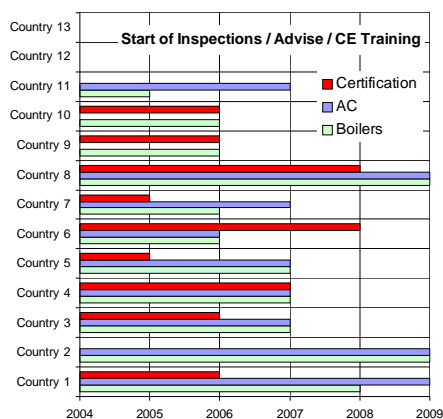 Start of Inspections / Advise / CE Training
Certification
AC
Boilers
Country 13
Country 12
Country 11
Country 10
Country 9
Country 8
Country 7
Country 6
Country 5
Country 4
Country 3
Country 2
Country 1
2004 2005 2006 2007 2008 2009